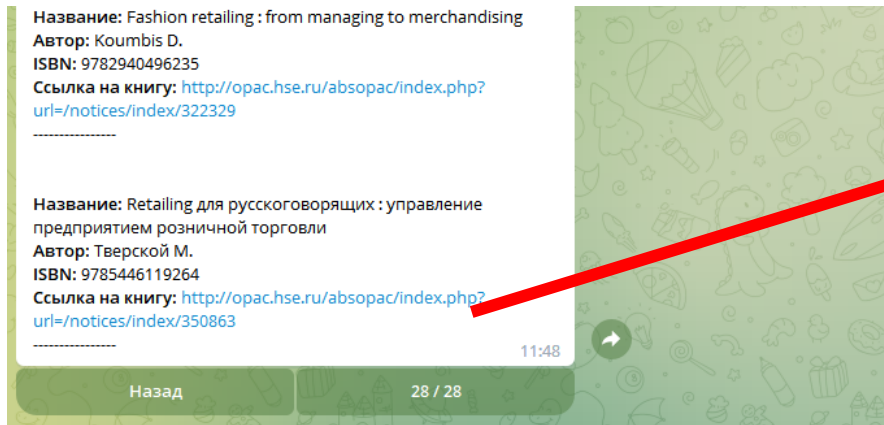 Название: Fashion retailing : from managing to merchandising
Автор: Koumbis D.
ISBN: 9782940496235
Ссылка на книгу: http://opac.hse.ru/absopac/index.php?
url=/notices/index/322329
----------------
Название: Retailing для русскоговорящих : управление
предприятием розничной торговли
Автор: Тверской М.
ISBN: 9785446119264
Ссылка на книгу: http://opac.hse.ru/absopac/index.php?
url=/notices/index/350863
----------------
11:48
Назад
28 / 28